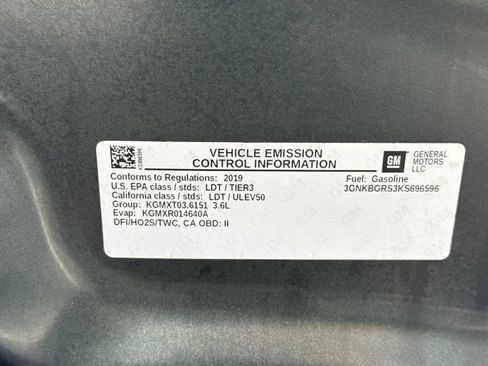 VEHICLE EMISSION
CONTROL INFORMATION
GM
GENERAL
MOTORS
LLC
Conforms to Regulations: 2019
Fuel: Gasoline
U.S. EPA class / stds: LDT / TIER3
3GNKBGRS3KS696596
California class / stds: LDT / ULEV50
Group: KGMXT03.6151 3.6L
Evap: KGMXR014640A
DFI/HO2S/TWC, CA OBD: II